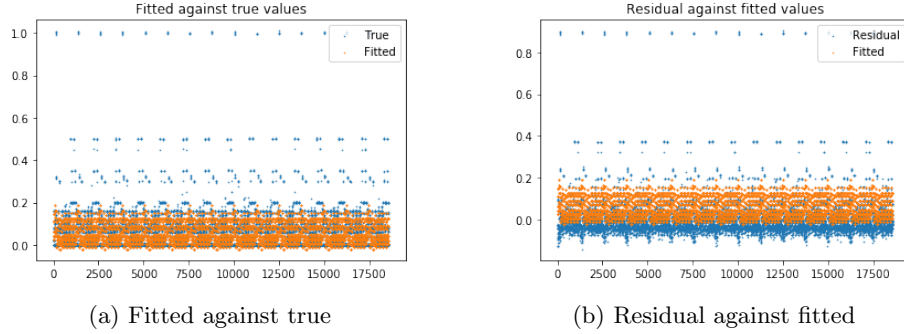 Fitted against true values
1.0
0.8
0.6
0.4
0.2
0.0
0 2500 5000 7500 10000 12500 15000 17500
True
Fitted
(a) Fitted against true
Residual against fitted values
0.8
0.6
0.4
0.2
0.0
0 2500 5000 7500 10000 12500 15000 17500
Residual
Fitted
(b) Residual against fitted